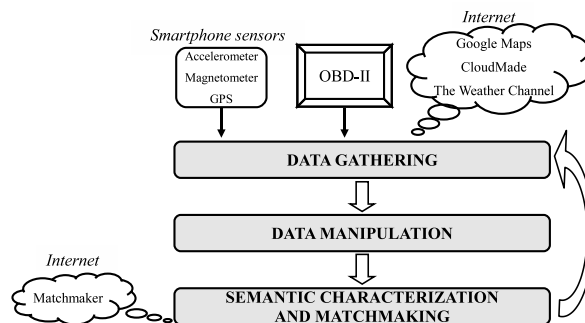 Smartphone sensors
Accelerometer
Magnetometer
GPS
OBD-II
Internet
Google Maps
CloudMade
The Weather Channel
DATA GATHERING
DATA MANIPULATION
Internet
Matchmaker
SEMANTIC CHARACTERIZATION
AND MATCHMAKING